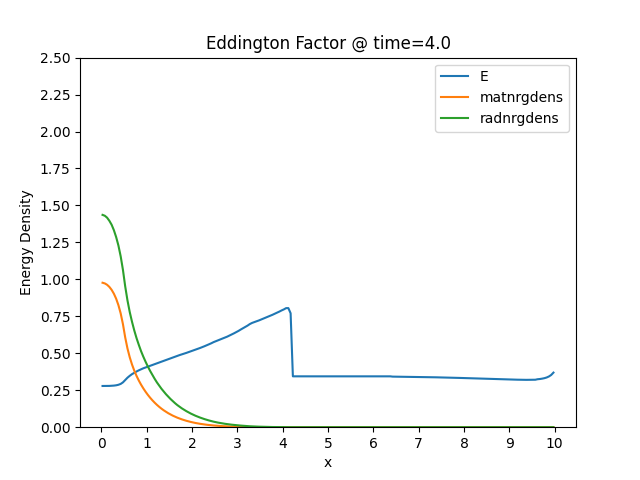 Eddington Factor @ time=4.0
2.50
2.25
2.00
1.75
1.50
1.25
1.00
0.75
0.50
0.25
0.00
Energy Density
E
matnrgdens
radnrgdens
0 1 2 3 4 5 6 7 8 9 10
x